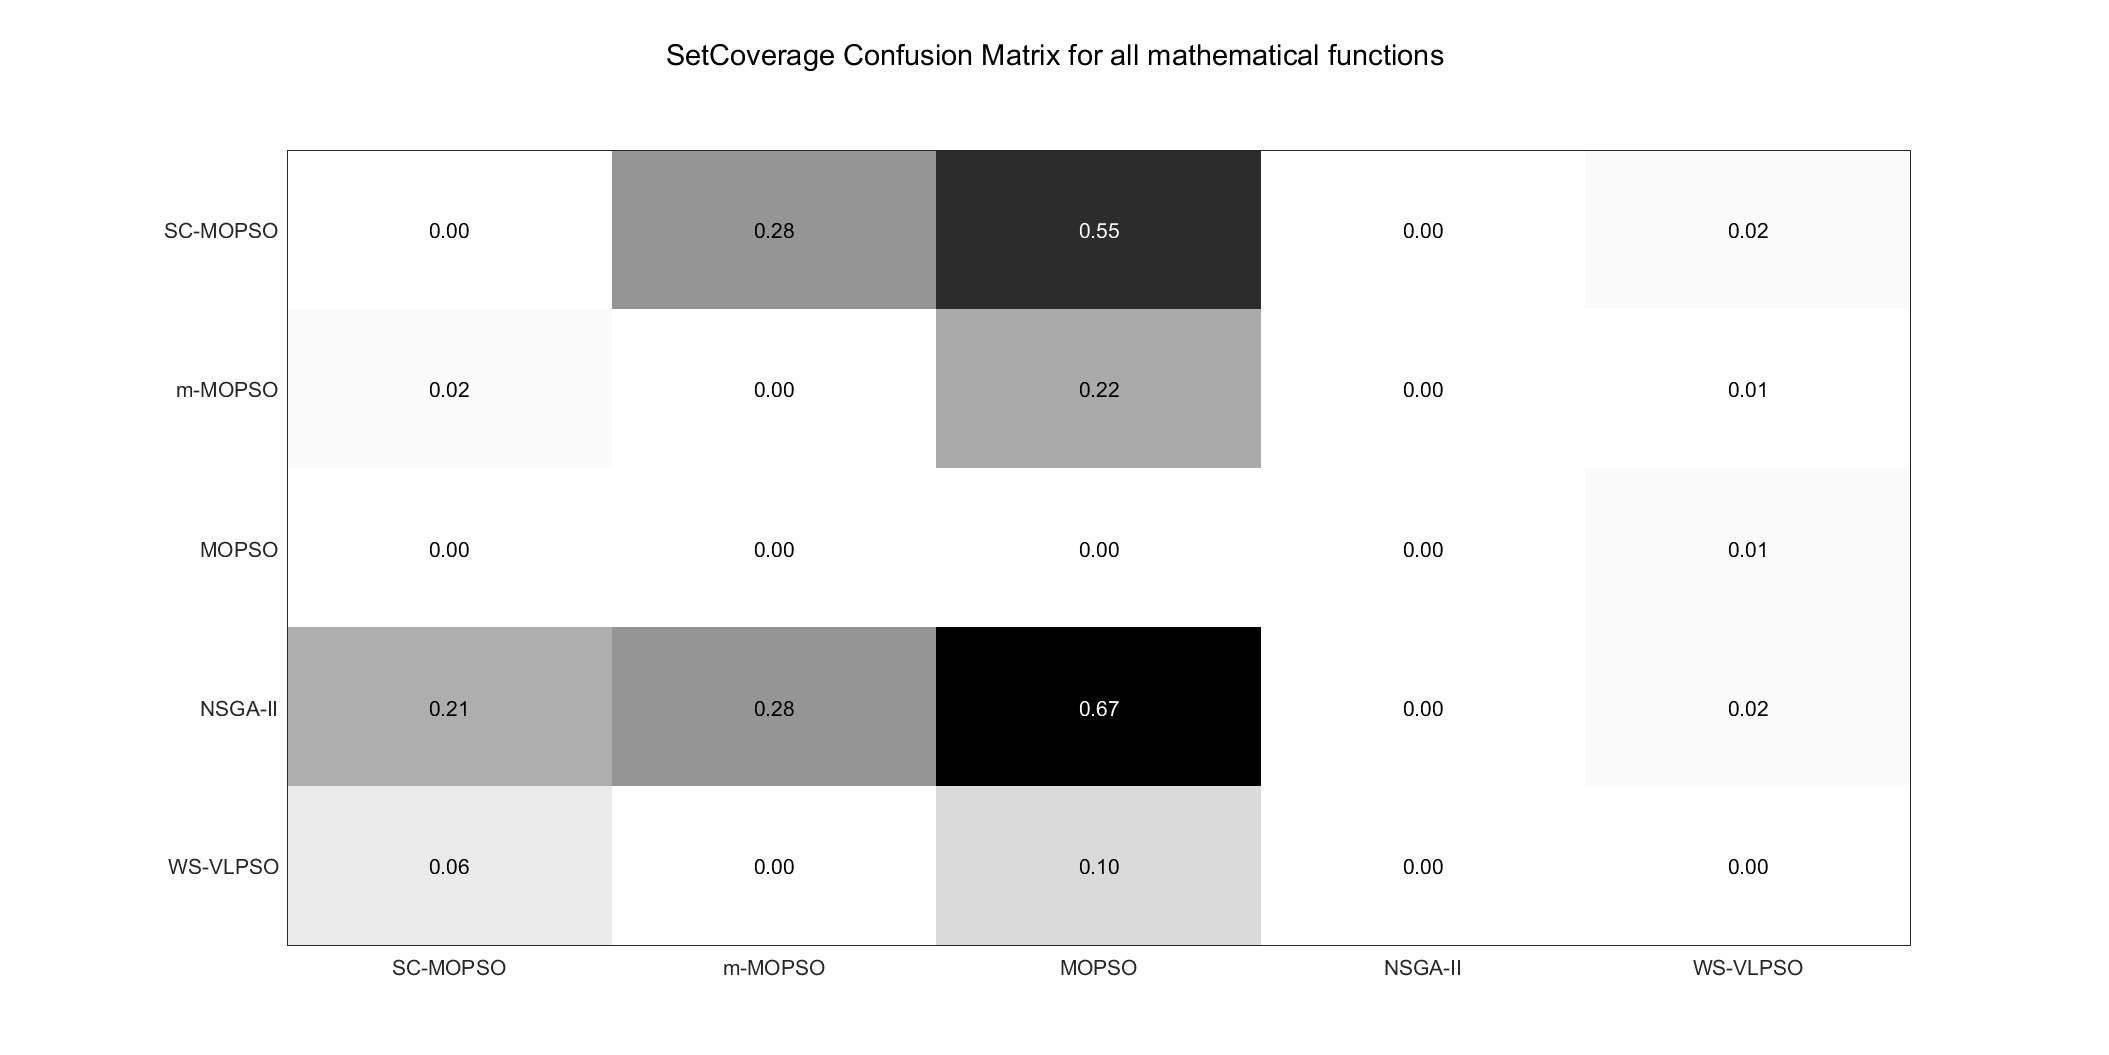 SetCoverage Confusion Matrix for all mathematical functions
SC-MOPSO 0.00 0.28 0.55 0.00 0.02
m-MOPSO 0.02 0.00 0.22 0.00 0.01
MOPSO 0.00 0.00 0.00 0.00 0.01
NSGA-II 0.21 0.28 0.67 0.00 0.02
WS-VLPSO 0.06 0.00 0.10 0.00 0.00
SC-MOPSO m-MOPSO MOPSO NSGA-II WS-VLPSO